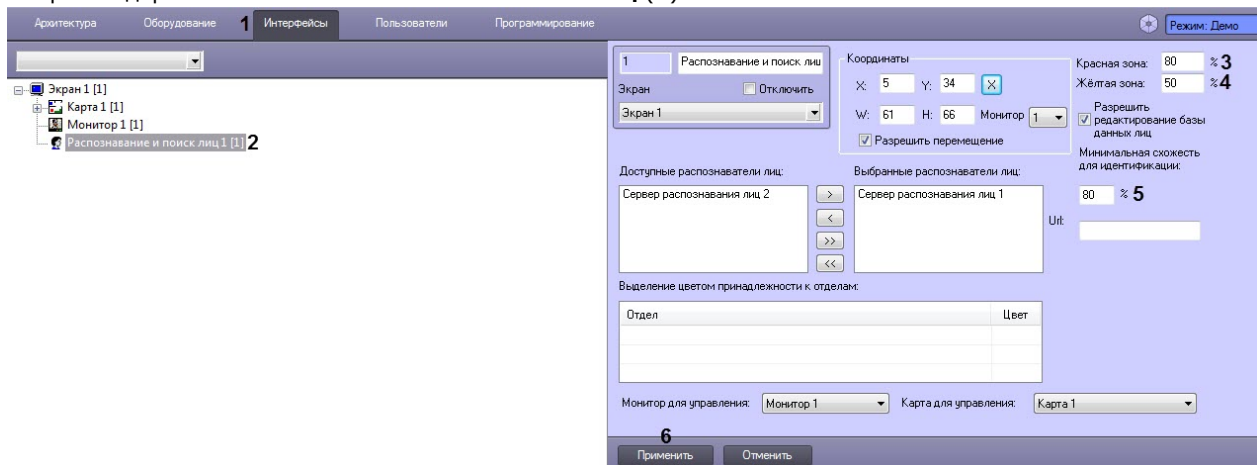 Архитектура Оборудование 1 Интерфейсы Пользователи Программирование Режим: Демо
Экран 1 [1]
Карта 1 [1]
Монитор 1 [1]
Распознавание и поиск лиц 1 [1] 2
1 Распознавание и поиск лиц
Экран Отключить
Экран 1
Координаты
X: 5 Y: 34 X
W: 61 H: 66 Монитор 1
Разрешить перемещение
Красная зона: 80 % 3
Жёлтая зона: 50 % 4
Разрешить
редактирование базы
данных лиц
Минимальная схожесть
для идентификации:
80 % 5
Url:
Доступные распознаватели лиц: Выбранные распознаватели лиц:
Сервер распознавания лиц 2 > Сервер распознавания лиц 1
<
>>
<<
Выделение цветом принадлежности к отделам:
Отдел Цвет
Монитор для управления: Монитор 1 Карта для управления: Карта 1
6
Применить Отменить